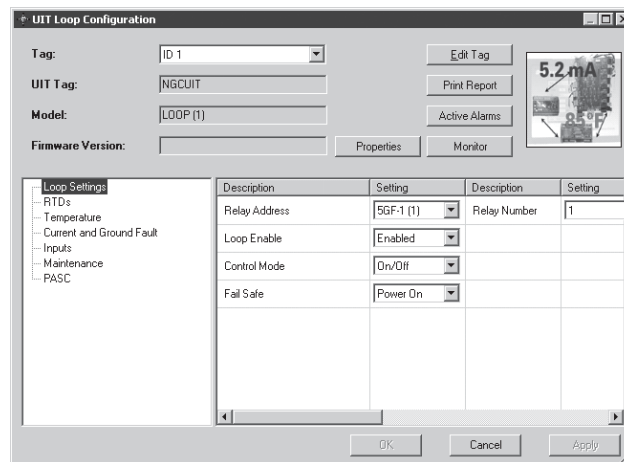 UIT Loop Configuration
Tag: ID 1 Edit Tag
UIT Tag: NGCUIT Print Report
Model: LOOP (1) Active Alarms
Firmware Version: Properties Monitor
5.2 mA
85°F
Loop Settings
RTDs
Temperature
Current and Ground Fault
Inputs
Maintenance
PASC
Description Setting Description Setting
Relay Address 5GF-1 (1) Relay Number 1
Loop Enable Enabled
Control Mode On/Off
Fail Safe Power On
OK Cancel Apply